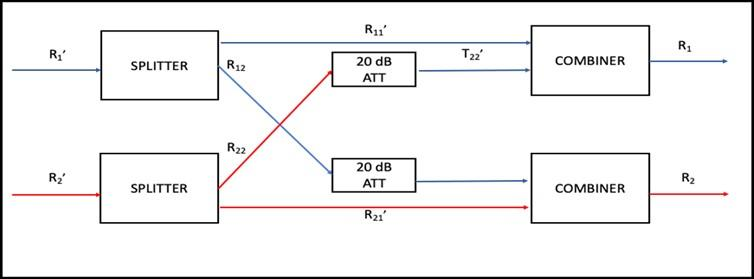 R11′
R1′
SPLITTER
R12
20 dB
ATT
T22′
COMBINER
R1
R22
R2′
SPLITTER
20 dB
ATT
R21′
COMBINER
R2